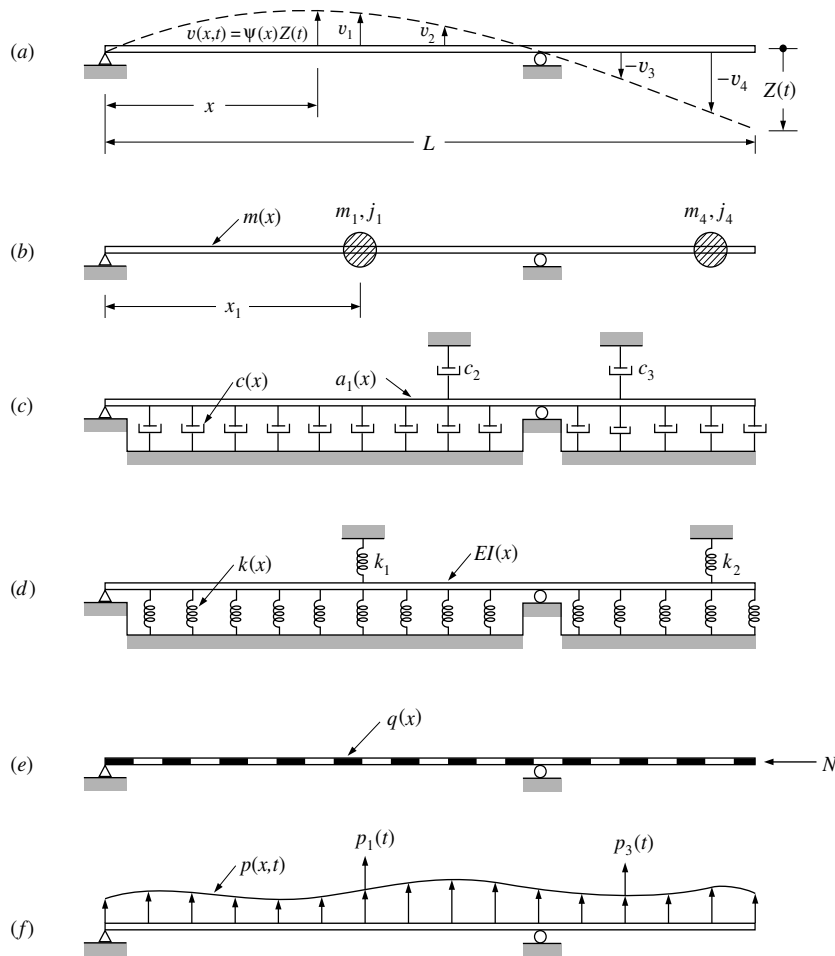 (a)
v(x,t) = Ψ(x)Z(t)
v₁
v₂
−v₃
−v₄
Z(t)
x
L
(b)
m(x)
m₁, j₁
m₄, j₄
x₁
(c)
c(x)
a₁(x)
c₂
c₃
(d)
k(x)
k₁
EI(x)
k₂
(e)
q(x)
N
(f)
p(x,t)
p₁(t)
p₃(t)